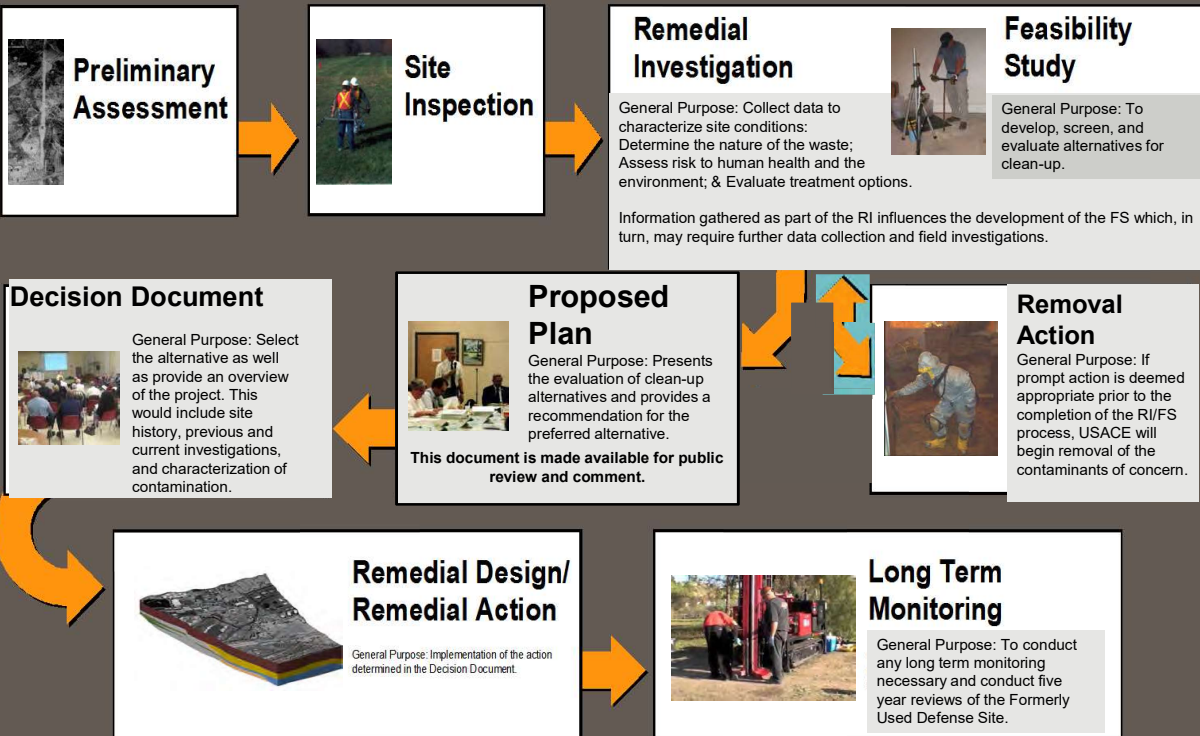 Preliminary
Assessment
Site
Inspection
Remedial
Investigation
General Purpose: Collect data to
characterize site conditions:
Determine the nature of the waste;
Assess risk to human health and the
environment; & Evaluate treatment options.
Feasibility
Study
General Purpose: To
develop, screen, and
evaluate alternatives for
clean-up.
Information gathered as part of the RI influences the development of the FS which, in
turn, may require further data collection and field investigations.
Removal
Action
General Purpose: If
prompt action is deemed
appropriate prior to the
completion of the RI/FS
process, USACE will
begin removal of the
contaminants of concern.
Proposed
Plan
General Purpose: Presents
the evaluation of clean-up
alternatives and provides a
recommendation for the
preferred alternative.
This document is made available for public
review and comment.
Decision Document
General Purpose: Select
the alternative as well
as provide an overview
of the project. This
would include site
history, previous and
current investigations,
and characterization of
contamination.
Remedial Design/
Remedial Action
General Purpose: Implementation of the action
determined in the Decision Document.
Long Term
Monitoring
General Purpose: To conduct
any long term monitoring
necessary and conduct five
year reviews of the Formerly
Used Defense Site.